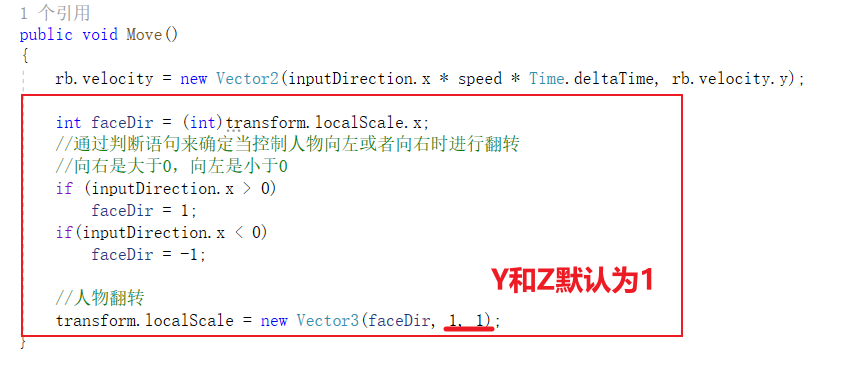 1 个引用
public void Move()
{
rb.velocity = new Vector2(inputDirection.x * speed * Time.deltaTime, rb.velocity.y);
int faceDir = (int)transform.localScale.x;
//通过判断语句来确定当控制人物向左或者向右时进行翻转
//向右是大于0，向左是小于0
if (inputDirection.x > 0)
faceDir = 1;
if(inputDirection.x < 0)
faceDir = -1;
Y和Z默认为1
//人物翻转
transform.localScale = new Vector3(faceDir, 1, 1);
}